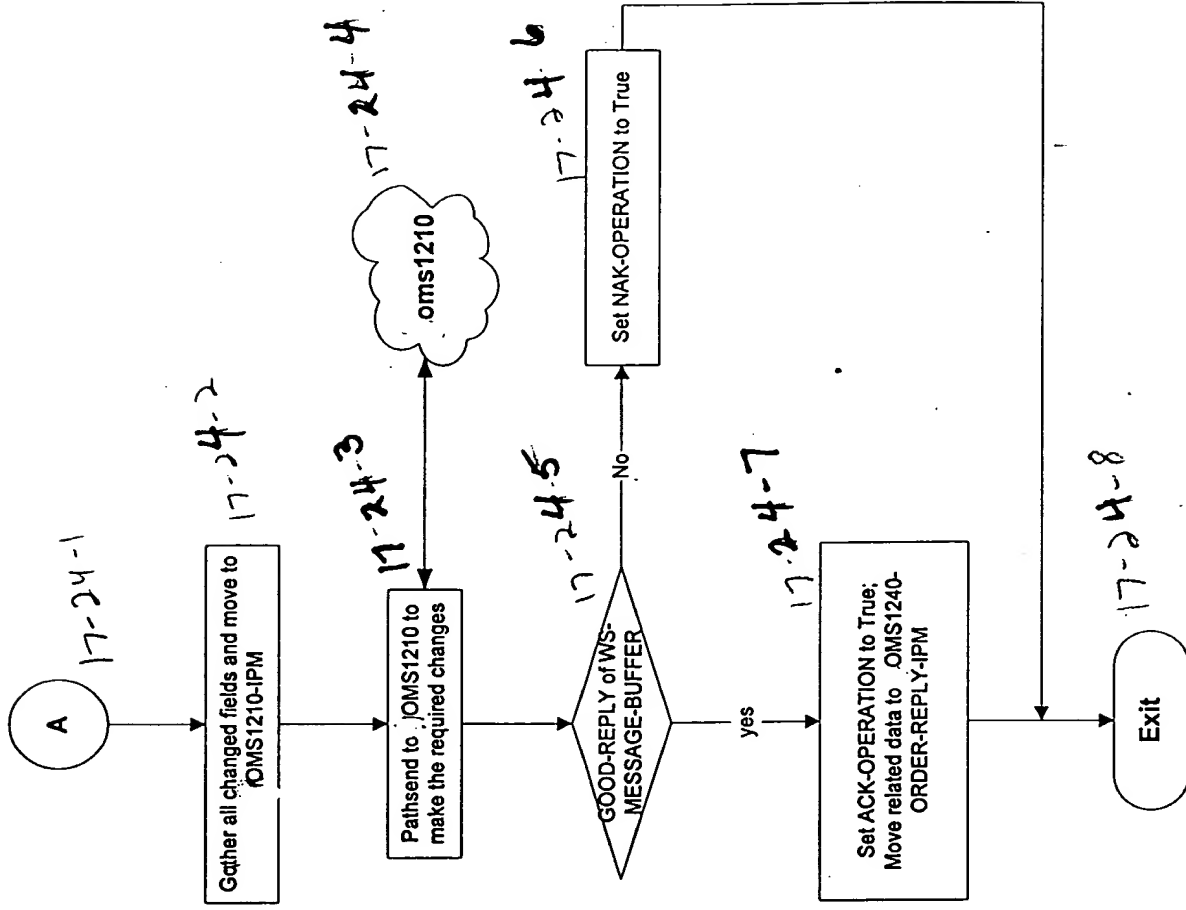 A
17-24-1
Gather all changed fields and move to
OMS1210-IPM
17-24-2
Pathsend to OMS1210 to
make the required changes
17-24-3
oms1210
17-24-4
GOOD-REPLY of WS-
MESSAGE-BUFFER
17-24-5
No
Set NAK-OPERATION to True
17-24-6
yes
Set ACK-OPERATION to True;
Move related data to OMS1240-
ORDER-REPLY-IPM
17-24-7
Exit
17-24-8